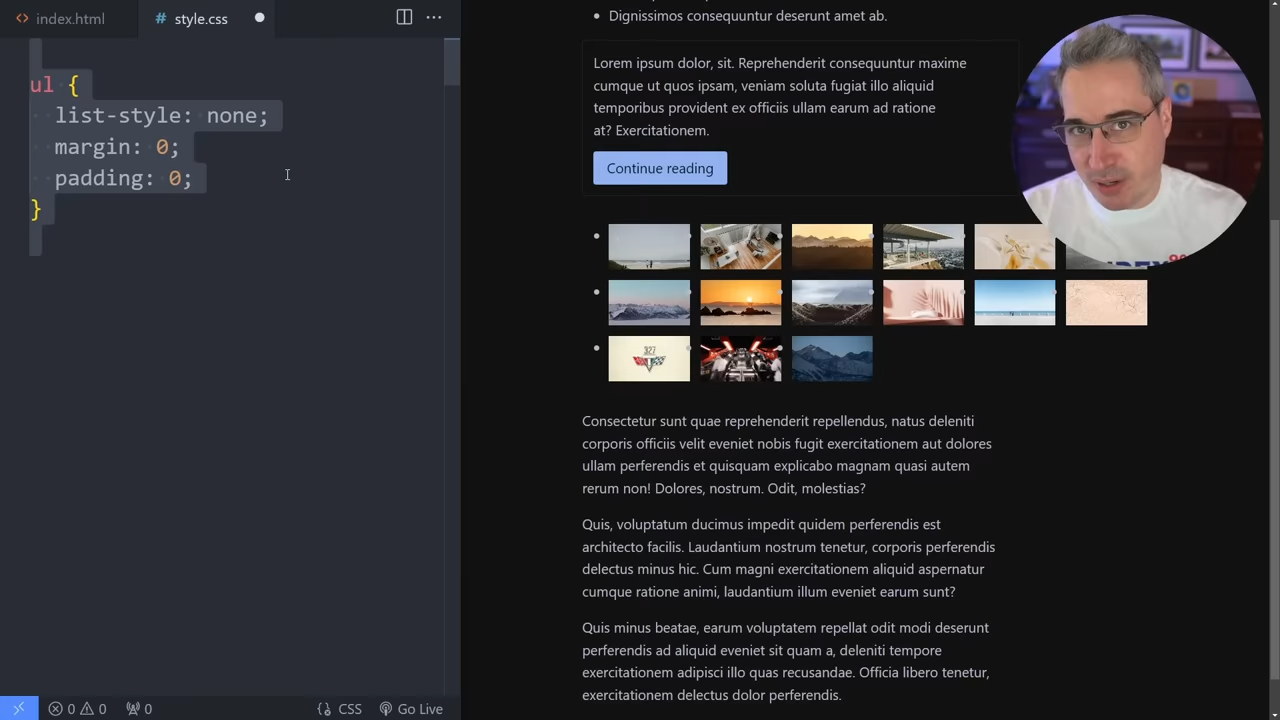 index.html
style.css
ul {
list-style: none;
margin: 0;
padding: 0;
}
Dignissimos consequuntur deserunt amet ab.
Lorem ipsum dolor, sit. Reprehenderit consequuntur maxime
cumque ut quos ipsam, veniam soluta fugiat illo aliquid
temporibus provident ex officiis ullam earum ad ratione
at? Exercitationem.
Continue reading
327
Consectetur sunt quae reprehenderit repellendus, natus deleniti
corporis officiis velit eveniet nobis fugit exercitationem aut dolores
ullam perferendis et quisquam explicabo magnam quasi autem
rerum non! Dolores, nostrum. Odit, molestias?
Quis, voluptatum ducimus impedit quidem perferendis est
architecto facilis. Laudantium nostrum tenetur, corporis perferendis
delectus minus hic. Cum magni exercitationem aliquid aspernatur
cumque ratione animi, laudantium illum eveniet earum sunt?
Quis minus beatae, earum voluptatem repellat odit modi deserunt
perferendis ad aliquid eveniet sit quam a, deleniti tempore
exercitationem adipisci illo quas recusandae. Officia libero tenetur,
exercitationem delectus dolor perferendis.
0 0 0
CSS
Go Live